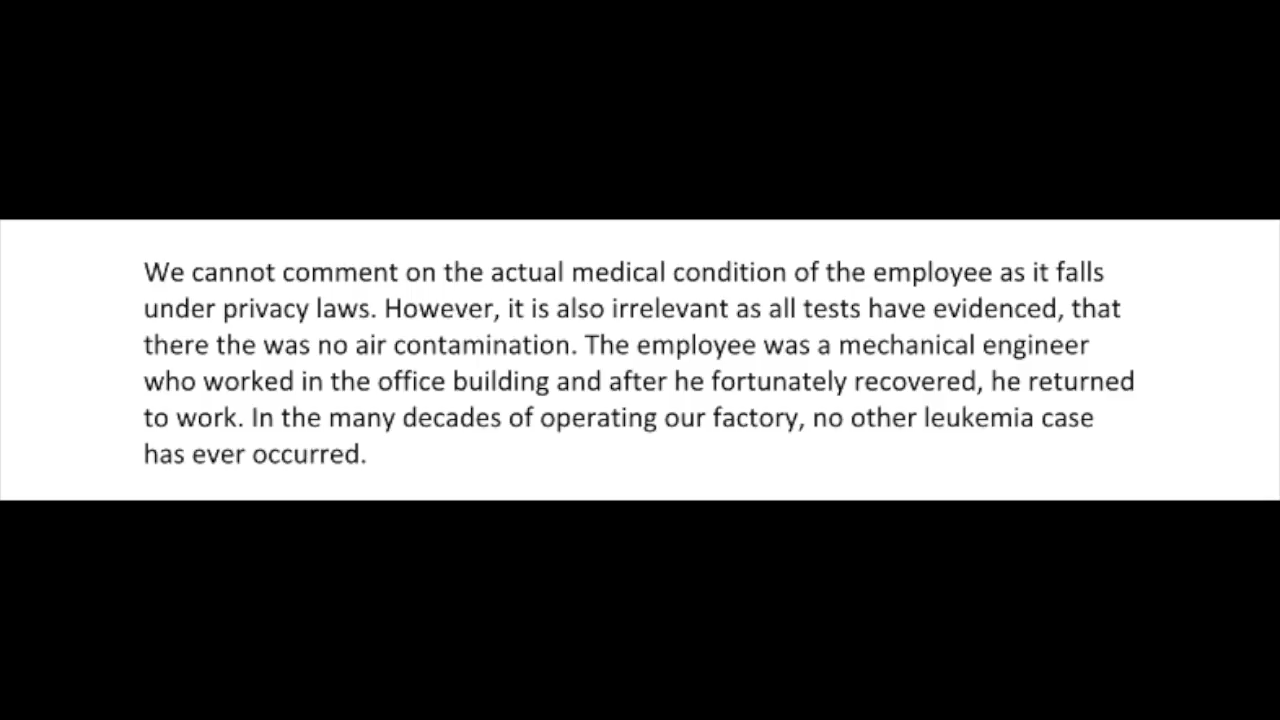 We cannot comment on the actual medical condition of the employee as it falls
under privacy laws. However, it is also irrelevant as all tests have evidenced, that
there the was no air contamination. The employee was a mechanical engineer
who worked in the office building and after he fortunately recovered, he returned
to work. In the many decades of operating our factory, no other leukemia case
has ever occurred.